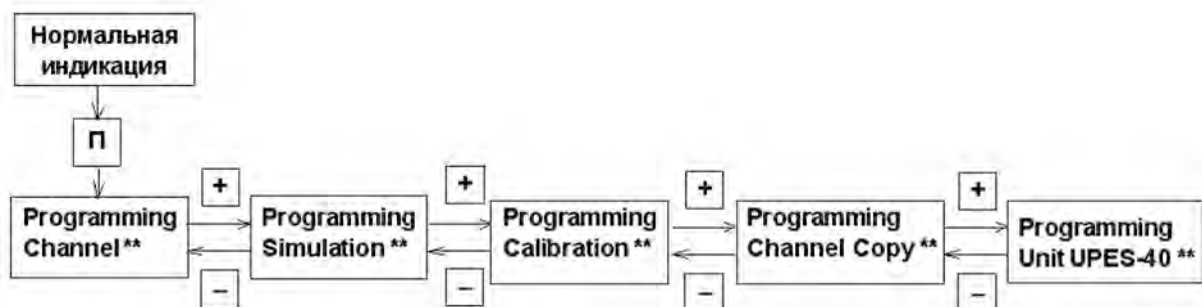 Нормальная
индикация
П
+ + + +
Programming
Channel **
Programming
Simulation **
Programming
Calibration **
Programming
Channel Copy **
Programming
Unit UPES-40 **
– – – –